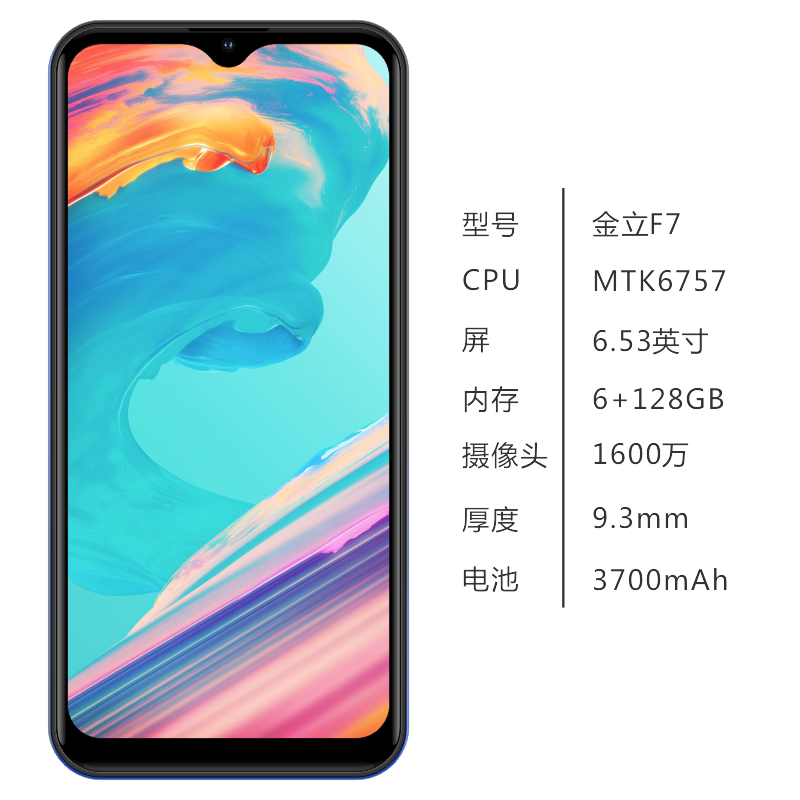 型号 金立F7
CPU MTK6757
屏 6.53英寸
内存 6+128GB
摄像头 1600万
厚度 9.3mm
电池 3700mAh